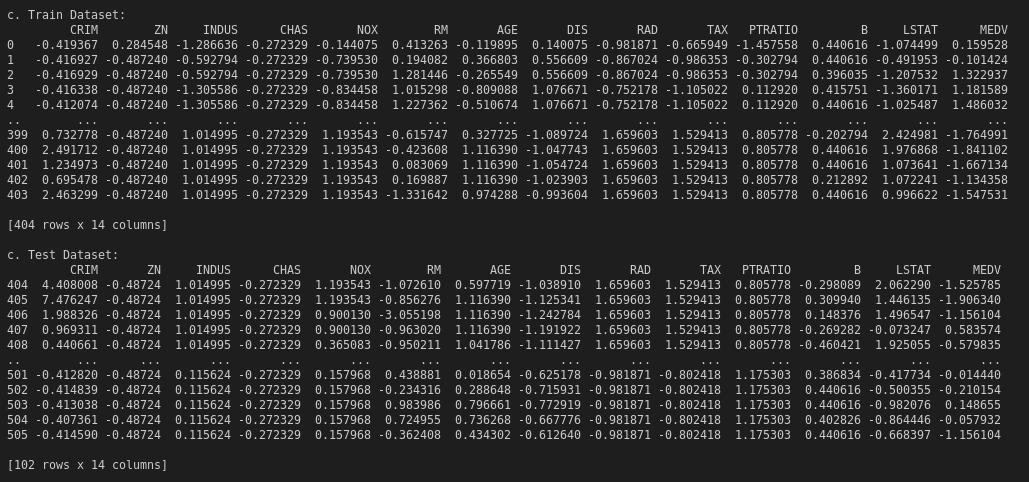 c. Train Dataset:
         CRIM        ZN     INDUS      CHAS       NOX        RM       AGE       DIS       RAD       TAX   PTRATIO         B     LSTAT      MEDV
0   -0.419367  0.284548 -1.286636 -0.272329 -0.144075  0.413263 -0.119895  0.140075 -0.981871 -0.665949 -1.457558  0.440616 -1.074499  0.159528
1   -0.416927 -0.487240 -0.592794 -0.272329 -0.739530  0.194082  0.366803  0.556609 -0.867024 -0.986353 -0.302794  0.440616 -0.491953 -0.101424
2   -0.416929 -0.487240 -0.592794 -0.272329 -0.739530  1.281446 -0.265549  0.556609 -0.867024 -0.986353 -0.302794  0.396035 -1.207532  1.322937
3   -0.416338 -0.487240 -1.305586 -0.272329 -0.834458  1.015298 -0.809088  1.076671 -0.752178 -1.105022  0.112920  0.415751 -1.360171  1.181589
4   -0.412074 -0.487240 -1.305586 -0.272329 -0.834458  1.227362 -0.510674  1.076671 -0.752178 -1.105022  0.112920  0.440616 -1.025487  1.486032
..        ...       ...       ...       ...       ...       ...       ...       ...       ...       ...       ...       ...       ...       ...
399  0.732778 -0.487240  1.014995 -0.272329  1.193543 -0.615747  0.327725 -1.089724  1.659603  1.529413  0.805778 -0.202794  2.424981 -1.764991
400  2.491712 -0.487240  1.014995 -0.272329  1.193543 -0.423608  1.116390 -1.047743  1.659603  1.529413  0.805778  0.440616  1.976868 -1.841102
401  1.234973 -0.487240  1.014995 -0.272329  1.193543  0.083069  1.116390 -1.054724  1.659603  1.529413  0.805778  0.440616  1.073641 -1.667134
402  0.695478 -0.487240  1.014995 -0.272329  1.193543  0.169887  1.116390 -1.023903  1.659603  1.529413  0.805778  0.212892  1.072241 -1.134358
403  2.463299 -0.487240  1.014995 -0.272329  1.193543 -1.331642  0.974288 -0.993604  1.659603  1.529413  0.805778  0.440616  0.996622 -1.547531

[404 rows x 14 columns]

c. Test Dataset:
         CRIM       ZN     INDUS      CHAS       NOX        RM       AGE       DIS       RAD       TAX   PTRATIO         B     LSTAT      MEDV
404  4.408008 -0.48724  1.014995 -0.272329  1.193543 -1.072610  0.597719 -1.038910  1.659603  1.529413  0.805778 -0.298089  2.062290 -1.525785
405  7.476247 -0.48724  1.014995 -0.272329  1.193543 -0.856276  1.116390 -1.125341  1.659603  1.529413  0.805778  0.309940  1.446135 -1.906340
406  1.988326 -0.48724  1.014995 -0.272329  0.900130 -3.055198  1.116390 -1.242784  1.659603  1.529413  0.805778  0.148376  1.496547 -1.156104
407  0.969311 -0.48724  1.014995 -0.272329  0.900130 -0.963020  1.116390 -1.191922  1.659603  1.529413  0.805778 -0.269282 -0.073247  0.583574
408  0.440661 -0.48724  1.014995 -0.272329  0.365083 -0.950211  1.041786 -1.111427  1.659603  1.529413  0.805778 -0.460421  1.925055 -0.579835
..        ...      ...       ...       ...       ...       ...       ...       ...       ...       ...       ...       ...       ...       ...
501 -0.412820 -0.48724  0.115624 -0.272329  0.157968  0.438881  0.018654 -0.625178 -0.981871 -0.802418  1.175303  0.386834 -0.417734 -0.014440
502 -0.414839 -0.48724  0.115624 -0.272329  0.157968 -0.234316  0.288648 -0.715931 -0.981871 -0.802418  1.175303  0.440616 -0.500355 -0.210154
503 -0.413038 -0.48724  0.115624 -0.272329  0.157968  0.983986  0.796661 -0.772919 -0.981871 -0.802418  1.175303  0.440616 -0.982076  0.148655
504 -0.407361 -0.48724  0.115624 -0.272329  0.157968  0.724955  0.736268 -0.667776 -0.981871 -0.802418  1.175303  0.402826 -0.864446 -0.057932
505 -0.414590 -0.48724  0.115624 -0.272329  0.157968 -0.362408  0.434302 -0.612640 -0.981871 -0.802418  1.175303  0.440616 -0.668397 -1.156104

[102 rows x 14 columns]